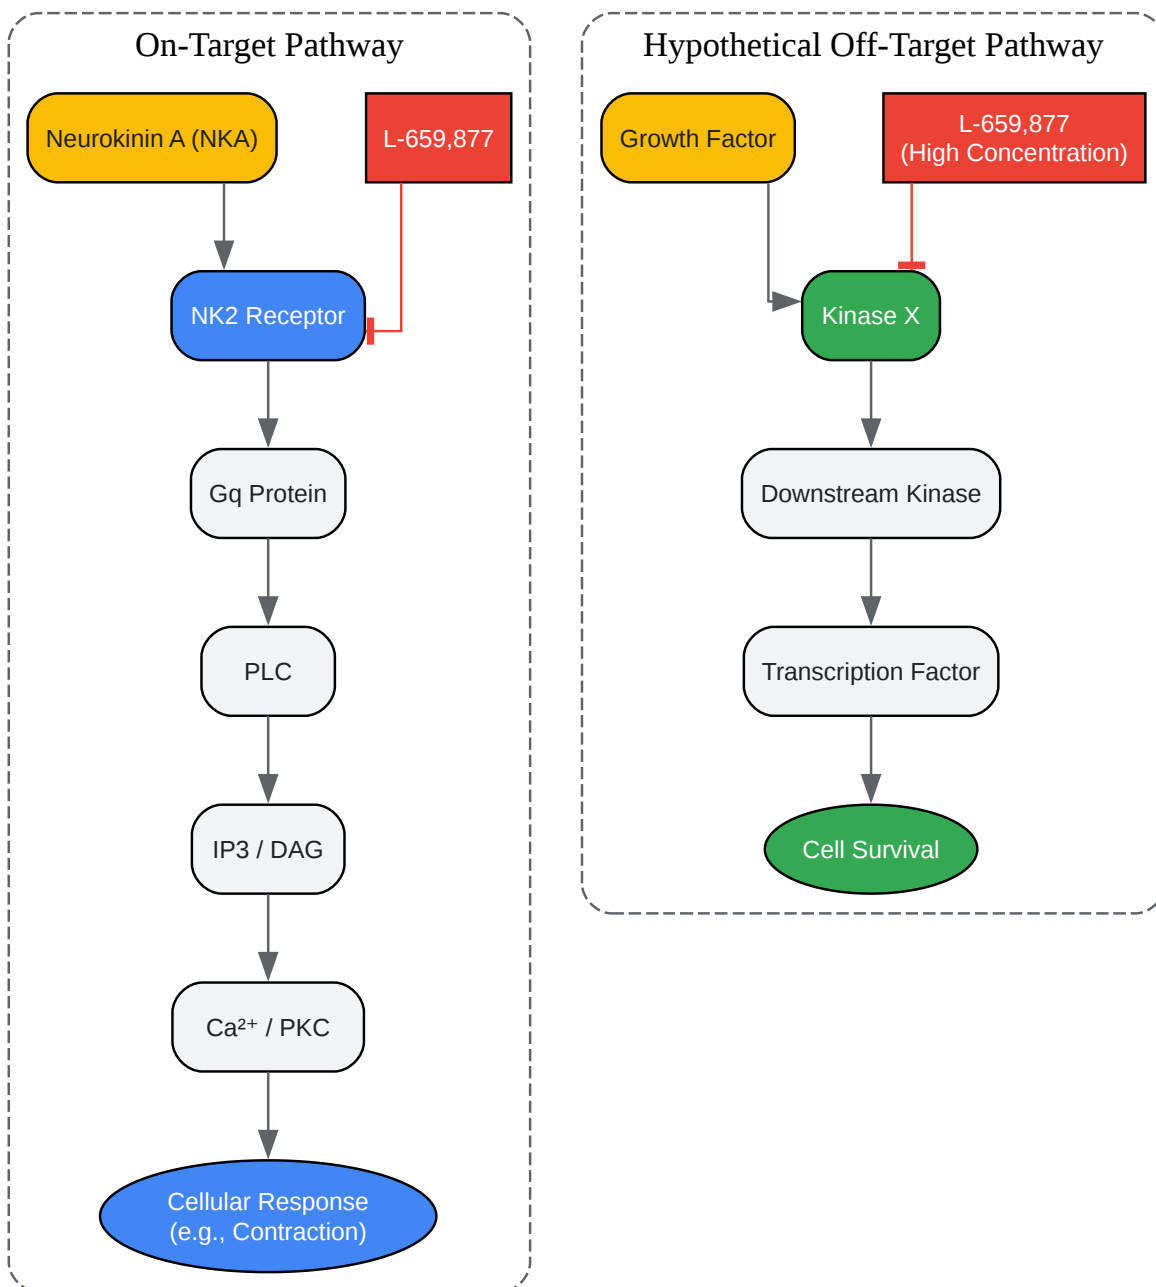 On-Target Pathway
Neurokinin A (NKA)
L-659,877
NK2 Receptor
Gq Protein
PLC
IP3 / DAG
Ca²⁺ / PKC
Cellular Response
(e.g., Contraction)
Hypothetical Off-Target Pathway
Growth Factor
L-659,877
(High Concentration)
Kinase X
Downstream Kinase
Transcription Factor
Cell Survival